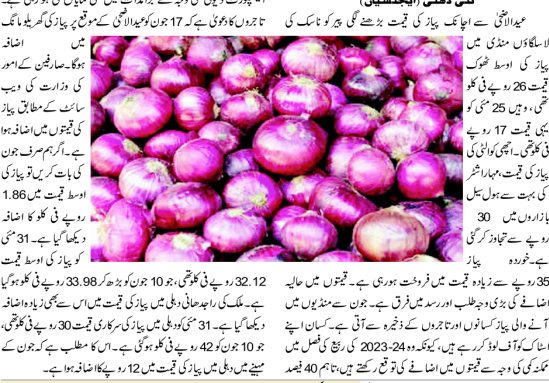 نئی دہلی (ایجنسیاں)
عیدالاضحیٰ سے اچانک پیاز کی قیمت بڑھنے لگی پیر کو ناسک کی
لاسلگاؤں منڈی میں
پیاز کی اوسط تھوک
قیمت 26 روپے فی کلو
تھی، وہیں 25 مئی کو
یہی قیمت 17 روپے
فی کلو تھی۔ اچھی کوالٹی کی
پیاز کی قیمت، مہاراشٹر
کی بہت سے ہول سیل
بازاروں میں 30
روپے سے تجاوز کر گئی
ہے۔ خوردہ پیاز
35 روپے سے زیادہ قیمت میں فروخت ہورہی ہے۔ قیمتوں میں حالیہ
اضافے کی بڑی وجہ طلب اور رسد میں فرق ہے۔ جون سے منڈیوں میں
آنے والی پیاز کسانوں اور تاجروں کے ذخیرہ سے آتی ہے۔ کسان اپنے
اسٹاک کو آف لوڈ کررہے ہیں، کیونکہ وہ 24-2023 کی ربیع کی فصل میں
ممکنہ کمی کی وجہ سے قیمتوں میں اضافے کی توقع رکھتے ہیں، تاہم 40 فیصد
تاجروں کا دعویٰ ہے کہ 17 جون کو عیدالاضحیٰ کے موقع پر پیاز کی گھریلو مانگ
میں اضافہ
ہوگا۔ صارفین کے امور
کی وزارت کی ویب
سائٹ کے مطابق پیاز
کی قیمتوں میں اضافہ ہوا
ہے۔ اگر ہم صرف جون
کی بات کریں تو پیاز کی
اوسط قیمت میں 1.86
روپے فی کلو کا اضافہ
دیکھا گیا ہے۔ 31 مئی
کو پیاز کی اوسط قیمت
32.12 روپے فی کلو تھی، جو 10 جون کو بڑھ کر 33.98 روپے فی کلو ہوگیا
ہے۔ ملک کی راجدھانی دہلی میں پیاز کی قیمت میں اس سے بھی زیادہ اضافہ
دیکھا گیا ہے۔ 31 مئی کو دہلی میں پیاز کی سرکاری قیمت 30 روپے فی کلو تھی،
جو 10 جون کو 42 روپے فی کلو ہوگئی ہے۔ اس کا مطلب ہے کہ جون کے
مہینے میں دہلی میں پیاز کی قیمت میں 12 روپے کا اضافہ ہوا ہے۔